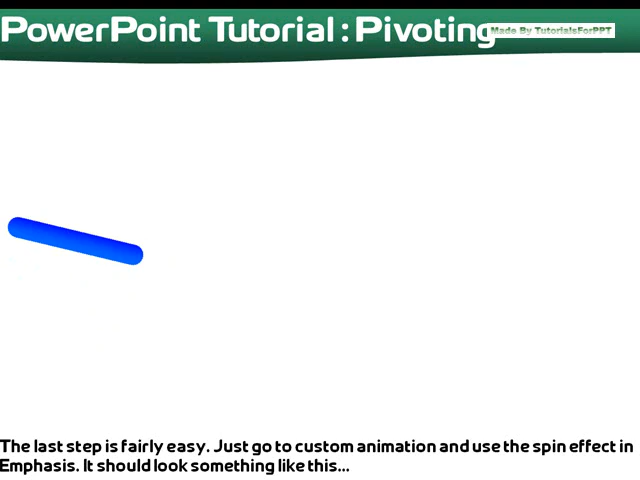 PowerPoint Tutorial : Pivoting
Made By TutorialsForPPT
The last step is fairly easy. Just go to custom animation and use the spin effect in
Emphasis. It should look something like this...